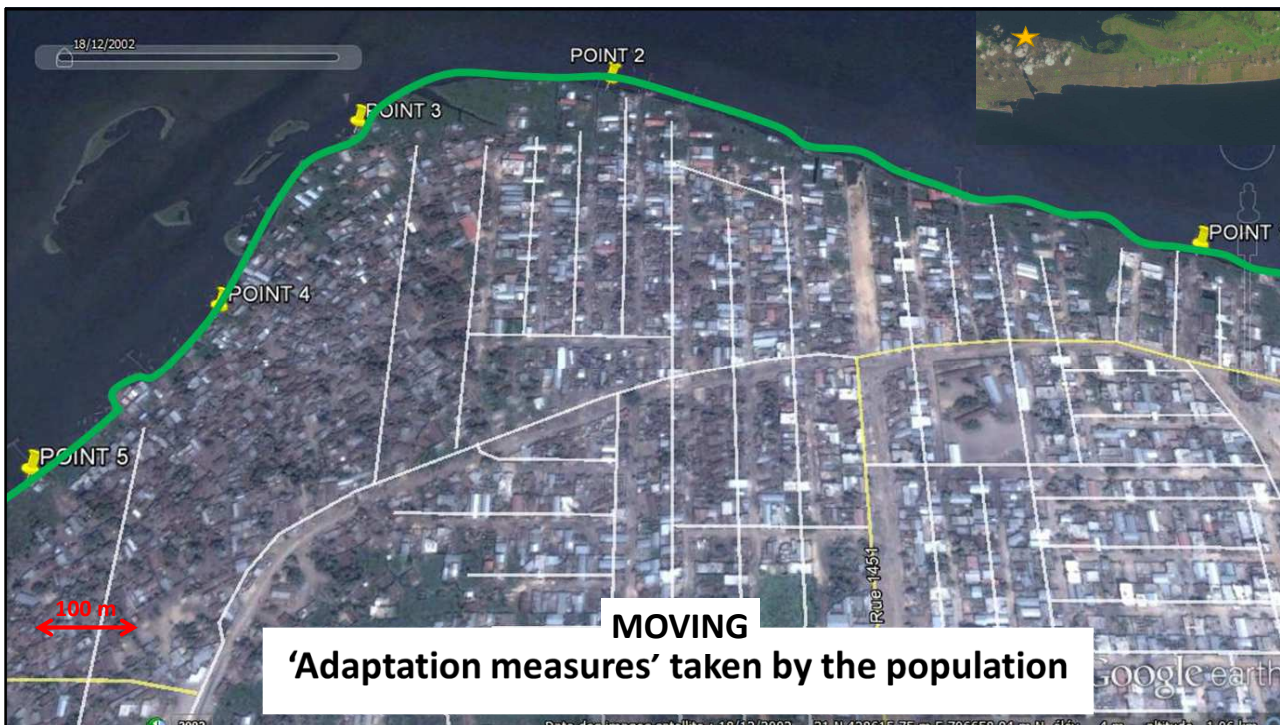 18/12/2002
POINT 2
POINT 3
POINT
POINT 4
POINT 5
Rue 1451
100 m
MOVING
‘Adaptation measures’ taken by the population
Google earth
2002